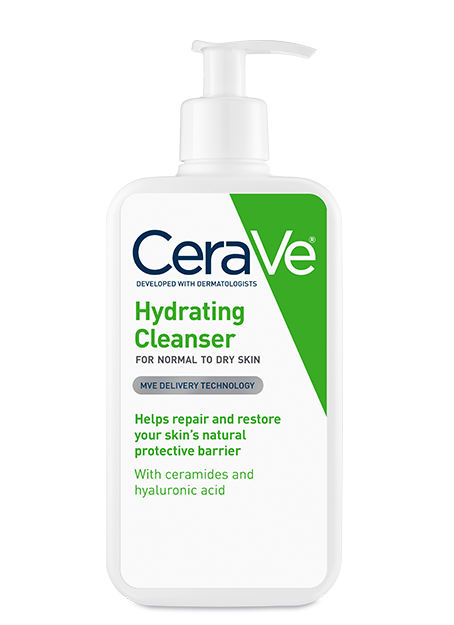 CeraVe®
DEVELOPED WITH DERMATOLOGISTS
Hydrating
Cleanser
FOR NORMAL TO DRY SKIN
MVE DELIVERY TECHNOLOGY
Helps repair and restore
your skin's natural
protective barrier
With ceramides and
hyaluronic acid